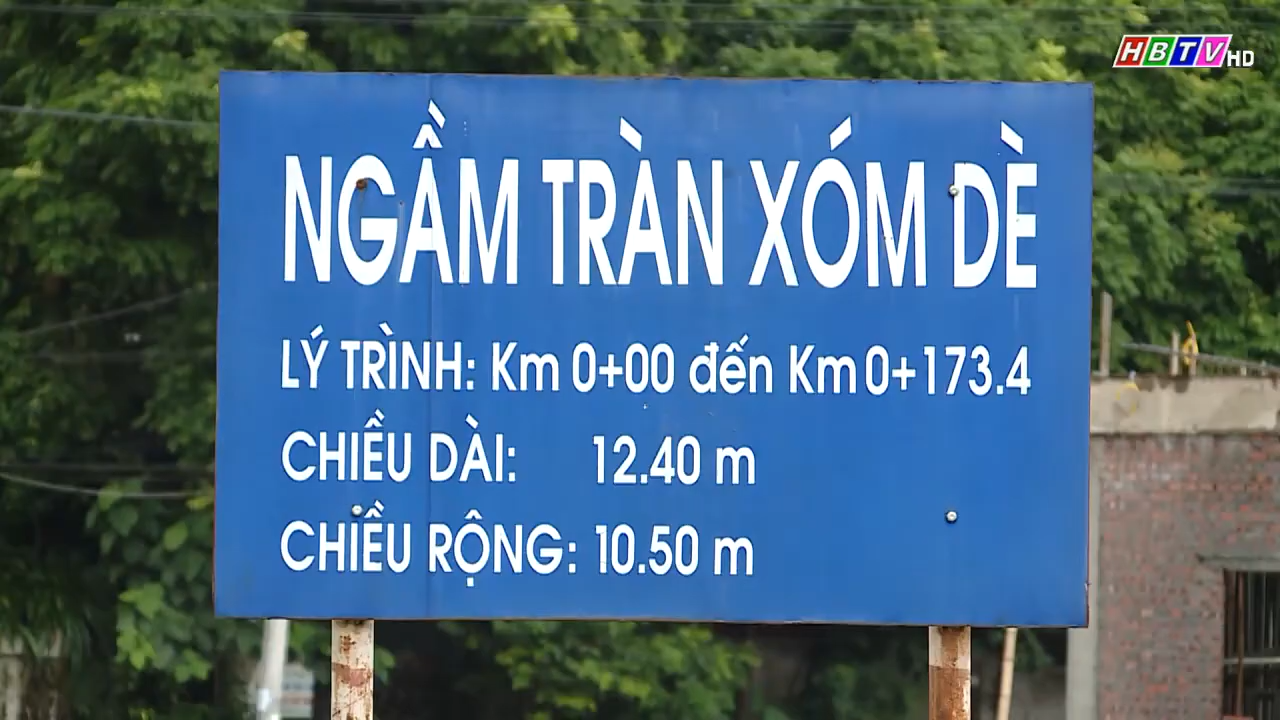 HBTV HD
NGẦM TRÀN XÓM DÈ
LÝ TRÌNH: Km 0+00 đến Km 0+173.4
CHIỀU DÀI: 12.40 m
CHIỀU RỘNG: 10.50 m